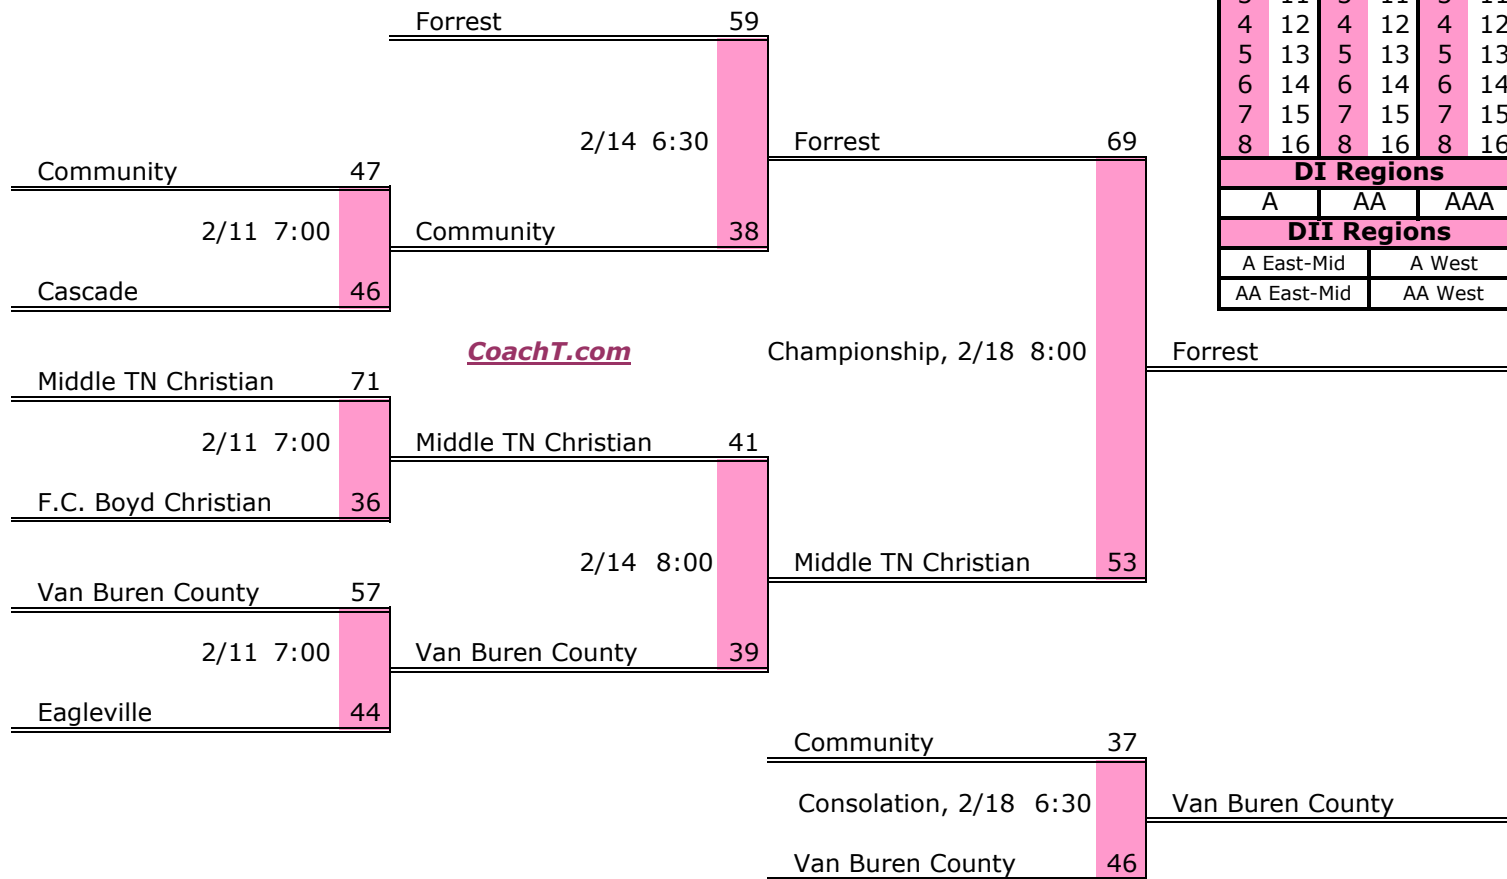 Forrest 59
4 12 4 12 4 12
5 13 5 13 5 13
6 14 6 14 6 14
7 15 7 15 7 15
8 16 8 16 8 16
2/14 6:30
Forrest 69
Community 47
DI Regions
A AA AAA
2/11 7:00
Community 38
DII Regions
A East-Mid A West
Cascade 46
AA East-Mid AA West
CoachT.com
Championship, 2/18 8:00
Forrest
Middle TN Christian 71
2/11 7:00
Middle TN Christian 41
F.C. Boyd Christian 36
2/14 8:00
Middle TN Christian 53
Van Buren County 57
2/11 7:00
Van Buren County 39
Eagleville 44
Community 37
Consolation, 2/18 6:30
Van Buren County
Van Buren County 46